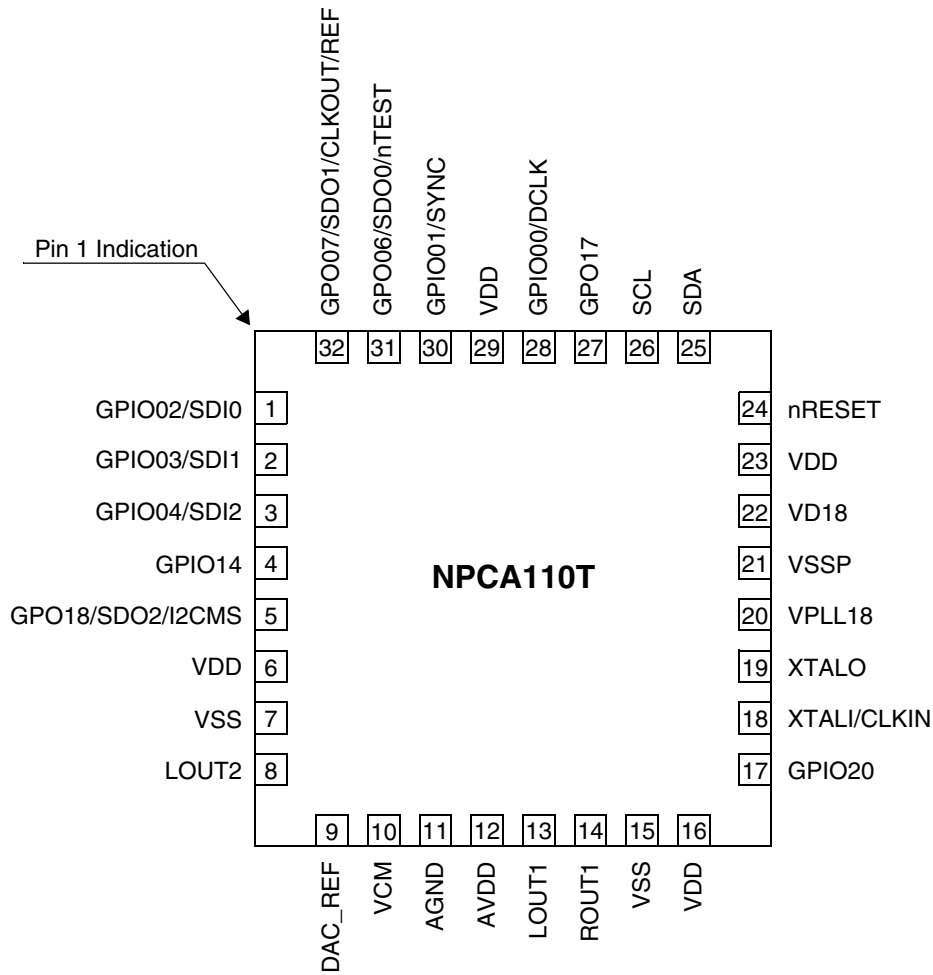 GPO07/SDO1/CLKOUT/REF
GPO06/SDO0/nTEST
GPIO01/SYNC
VDD
GPIO00/DCLK
GPO17
SCL
SDA
Pin 1 Indication
32 31 30 29 28 27 26 25
GPIO02/SDI0 1
GPIO03/SDI1 2
GPIO04/SDI2 3
GPIO14 4
GPO18/SDO2/I2CMS 5
VDD 6
VSS 7
LOUT2 8
NPCA110T
24 nRESET
23 VDD
22 VD18
21 VSSP
20 VPLL18
19 XTALO
18 XTALI/CLKIN
17 GPIO20
9 10 11 12 13 14 15 16
DAC_REF
VCM
AGND
AVDD
LOUT1
ROUT1
VSS
VDD